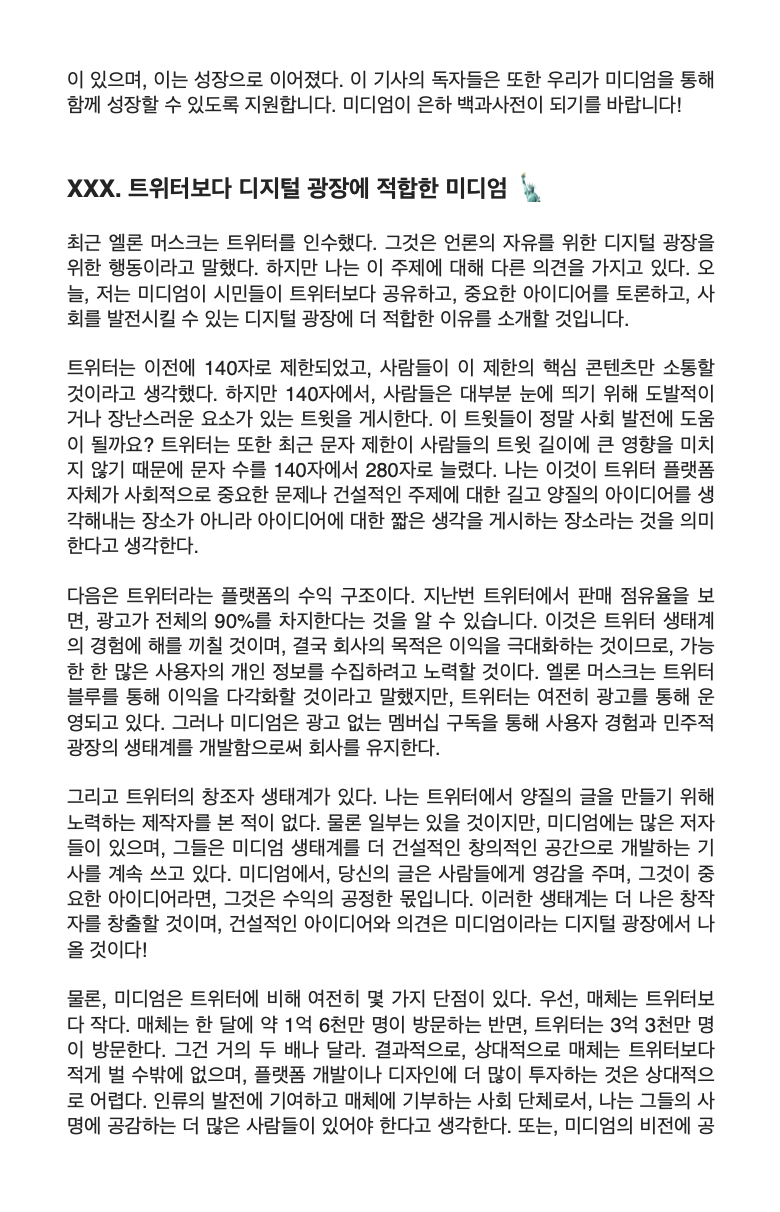 이 있으며, 이는 성장으로 이어졌다. 이 기사의 독자들은 또한 우리가 미디엄을 통해
함께 성장할 수 있도록 지원합니다. 미디엄이 은하 백과사전이 되기를 바랍니다!
XXX. 트위터보다 디지털 광장에 적합한 미디엄 🗽
최근 엘론 머스크는 트위터를 인수했다. 그것은 언론의 자유를 위한 디지털 광장을
위한 행동이라고 말했다. 하지만 나는 이 주제에 대해 다른 의견을 가지고 있다. 오
늘, 저는 미디엄이 시민들이 트위터보다 공유하고, 중요한 아이디어를 토론하고, 사
회를 발전시킬 수 있는 디지털 광장에 더 적합한 이유를 소개할 것입니다.
트위터는 이전에 140자로 제한되었고, 사람들이 이 제한의 핵심 콘텐츠만 소통할
것이라고 생각했다. 하지만 140자에서, 사람들은 대부분 눈에 띄기 위해 도발적이
거나 장난스러운 요소가 있는 트윗을 게시한다. 이 트윗들이 정말 사회 발전에 도움
이 될까요? 트위터는 또한 최근 문자 제한이 사람들의 트윗 길이에 큰 영향을 미치
지 않기 때문에 문자 수를 140자에서 280자로 늘렸다. 나는 이것이 트위터 플랫폼
자체가 사회적으로 중요한 문제나 건설적인 주제에 대한 길고 양질의 아이디어를 생
각해내는 장소가 아니라 아이디어에 대한 짧은 생각을 게시하는 장소라는 것을 의미
한다고 생각한다.
다음은 트위터라는 플랫폼의 수익 구조이다. 지난번 트위터에서 판매 점유율을 보
면, 광고가 전체의 90%를 차지한다는 것을 알 수 있습니다. 이것은 트위터 생태계
의 경험에 해를 끼칠 것이며, 결국 회사의 목적은 이익을 극대화하는 것이므로, 가능
한 한 많은 사용자의 개인 정보를 수집하려고 노력할 것이다. 엘론 머스크는 트위터
블루를 통해 이익을 다각화할 것이라고 말했지만, 트위터는 여전히 광고를 통해 운
영되고 있다. 그러나 미디엄은 광고 없는 멤버십 구독을 통해 사용자 경험과 민주적
광장의 생태계를 개발함으로써 회사를 유지한다.
그리고 트위터의 창조자 생태계가 있다. 나는 트위터에서 양질의 글을 만들기 위해
노력하는 제작자를 본 적이 없다. 물론 일부는 있을 것이지만, 미디엄에는 많은 저자
들이 있으며, 그들은 미디엄 생태계를 더 건설적인 창의적인 공간으로 개발하는 기
사를 계속 쓰고 있다. 미디엄에서, 당신의 글은 사람들에게 영감을 주며, 그것이 중
요한 아이디어라면, 그것은 수익의 공정한 몫입니다. 이러한 생태계는 더 나은 창작
자를 창출할 것이며, 건설적인 아이디어와 의견은 미디엄이라는 디지털 광장에서 나
올 것이다!
물론, 미디엄은 트위터에 비해 여전히 몇 가지 단점이 있다. 우선, 매체는 트위터보
다 작다. 매체는 한 달에 약 1억 6천만 명이 방문하는 반면, 트위터는 3억 3천만 명
이 방문한다. 그건 거의 두 배나 달라. 결과적으로, 상대적으로 매체는 트위터보다
적게 벌 수밖에 없으며, 플랫폼 개발이나 디자인에 더 많이 투자하는 것은 상대적으
로 어렵다. 인류의 발전에 기여하고 매체에 기부하는 사회 단체로서, 나는 그들의 사
명에 공감하는 더 많은 사람들이 있어야 한다고 생각한다. 또는, 미디엄의 비전에 공